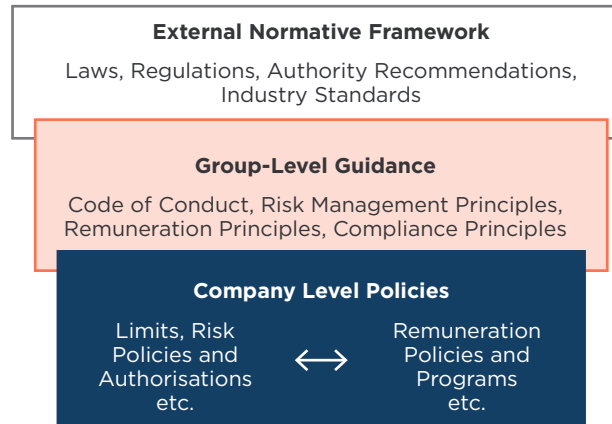 External Normative Framework
Laws, Regulations, Authority Recommendations,
Industry Standards
Group-Level Guidance
Code of Conduct, Risk Management Principles,
Remuneration Principles, Compliance Principles
Company Level Policies
Limits, Risk
Policies and
Authorisations
etc.
Remuneration
Policies and
Programs
etc.